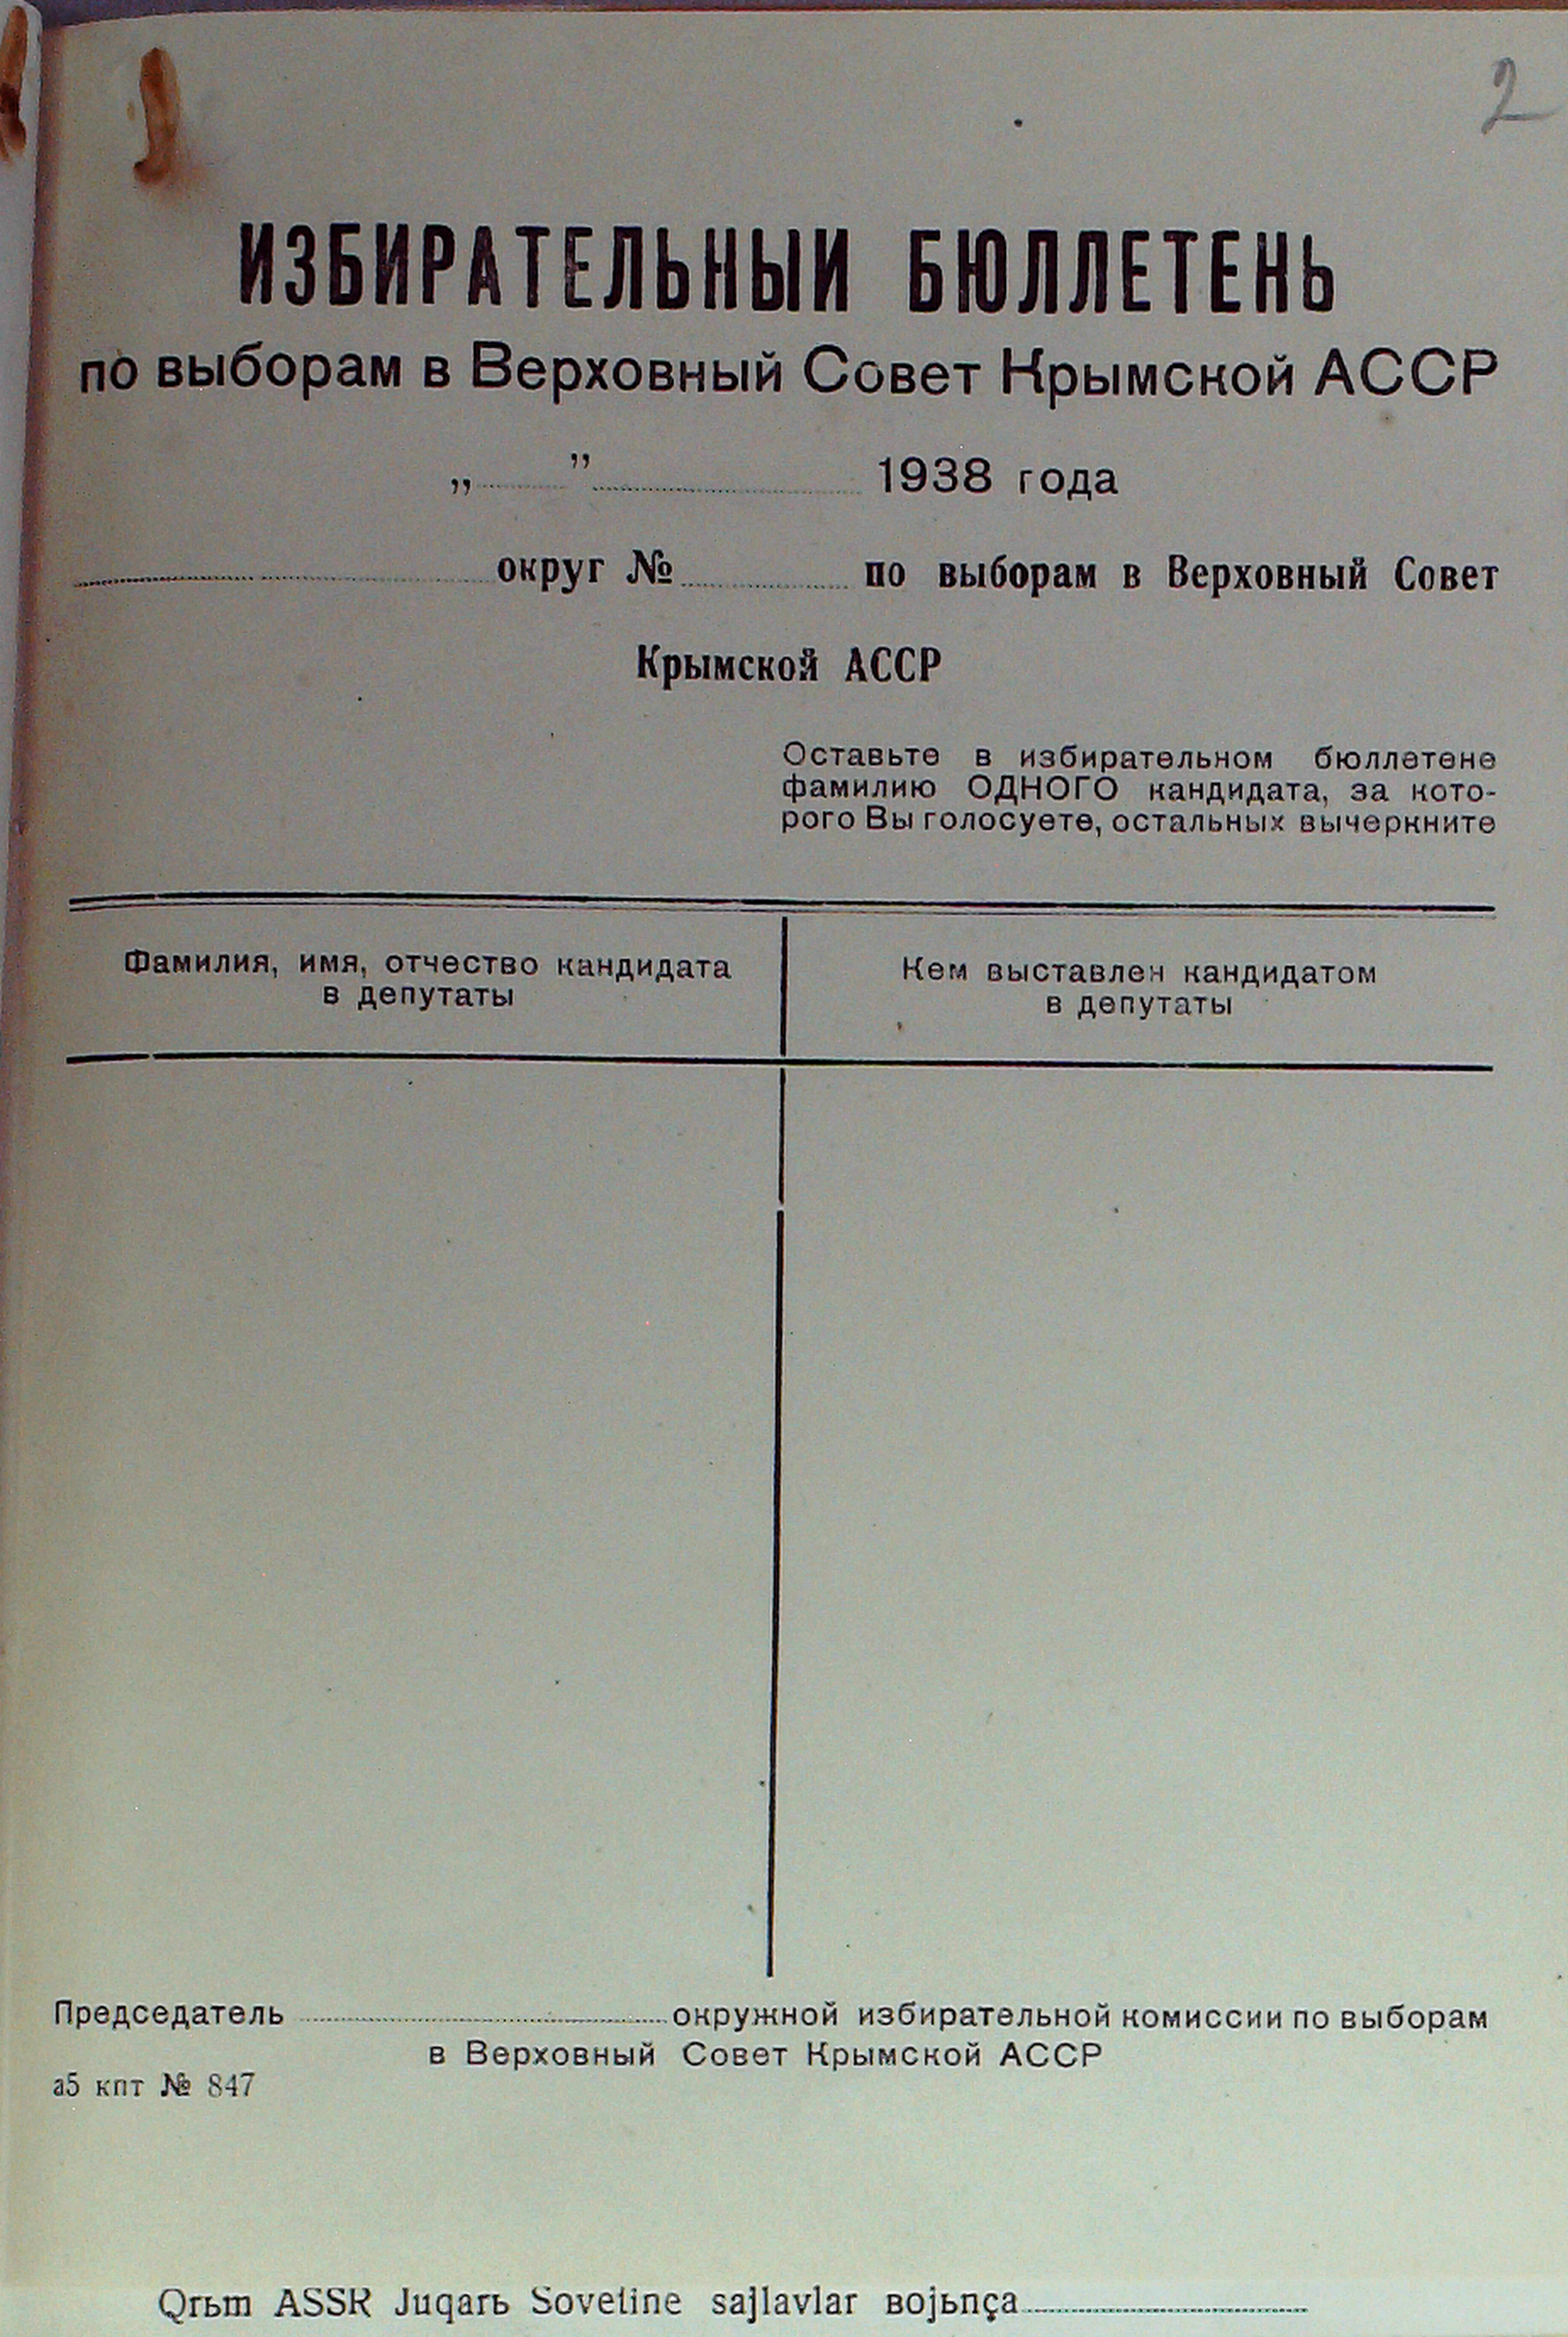 2
ИЗБИРАТЕЛЬНЫЙ БЮЛЛЕТЕНЬ
по выборам в Верховный Совет Крымской АССР
„........”.................... 1938 года
.............................. округ №............ по выборам в Верховный Совет
Крымской АССР
Оставьте в избирательном бюллетене
фамилию ОДНОГО кандидата, за кото-
рого Вы голосуете, остальных вычеркните
Фамилия, имя, отчество кандидата
в депутаты
Кем выставлен кандидатом
в депутаты
Председатель .............................. окружной избирательной комиссии по выборам
в Верховный Совет Крымской АССР
а5 кпт № 847
Qrьm ASSR Juqarь Sovetine sajlavlar вojьnça..............................